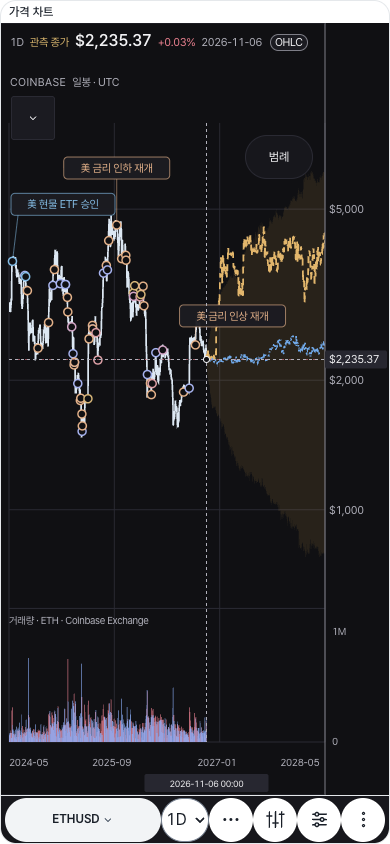 가격 차트
1D 관측 종가 $2,235.37 +0.03% 2026-11-06 OHLC
COINBASE 일봉 · UTC
범례
美 금리 인하 재개
美 현물 ETF 승인
$5,000
美 금리 인상 재개
$2,235.37
$2,000
$1,000
거래량 · ETH · Coinbase Exchange
1M
0
2024-05 2025-09 2027-01 2028-05
2026-11-06 00:00
ETHUSD 1D